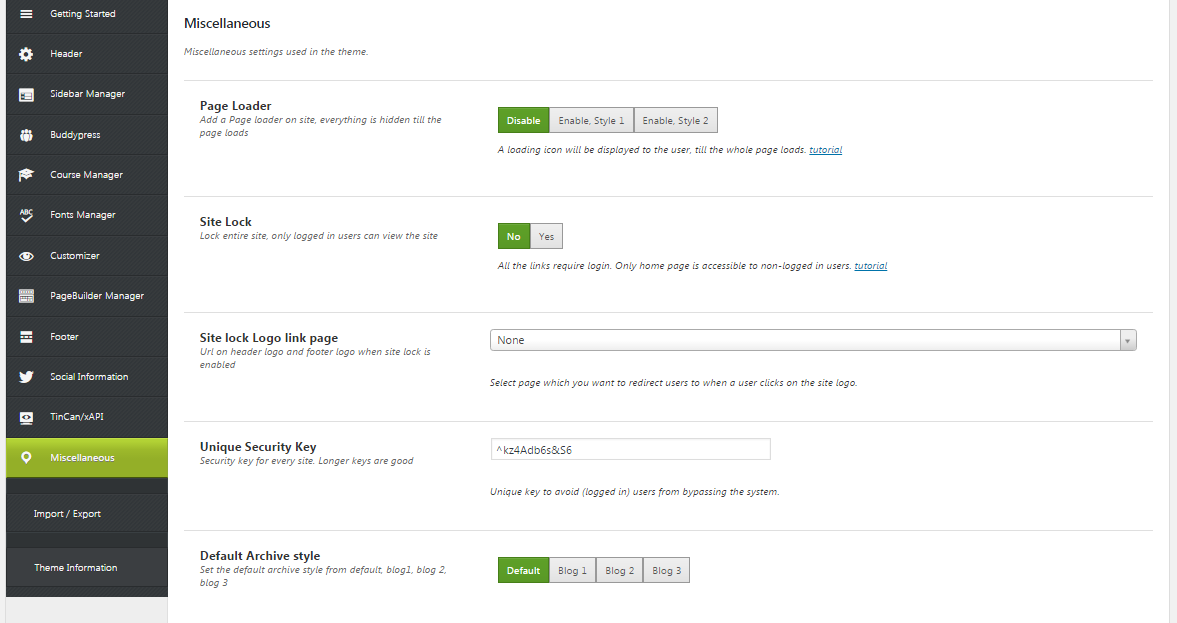 Getting Started
Header
Sidebar Manager
Buddypress
Course Manager
ABC
Fonts Manager
Customizer
PageBuilder Manager
Footer
Social Information
TinCan/xAPI
Miscellaneous
Import / Export
Theme Information
Miscellaneous
Miscellaneous settings used in the theme.
Page Loader
Add a Page loader on site, everything is hidden till the
page loads
Disable Enable, Style 1 Enable, Style 2
A loading icon will be displayed to the user, till the whole page loads. tutorial
Site Lock
Lock entire site, only logged in users can view the site
No Yes
All the links require login. Only home page is accessible to non-logged in users. tutorial
Site lock Logo link page
Url on header logo and footer logo when site lock is
enabled
None
Select page which you want to redirect users to when a user clicks on the site logo.
Unique Security Key
Security key for every site. Longer keys are good
^kz4Adb6s&S6
Unique key to avoid (logged in) users from bypassing the system.
Default Archive style
Set the default archive style from default, blog1, blog 2,
blog 3
Default Blog 1 Blog 2 Blog 3